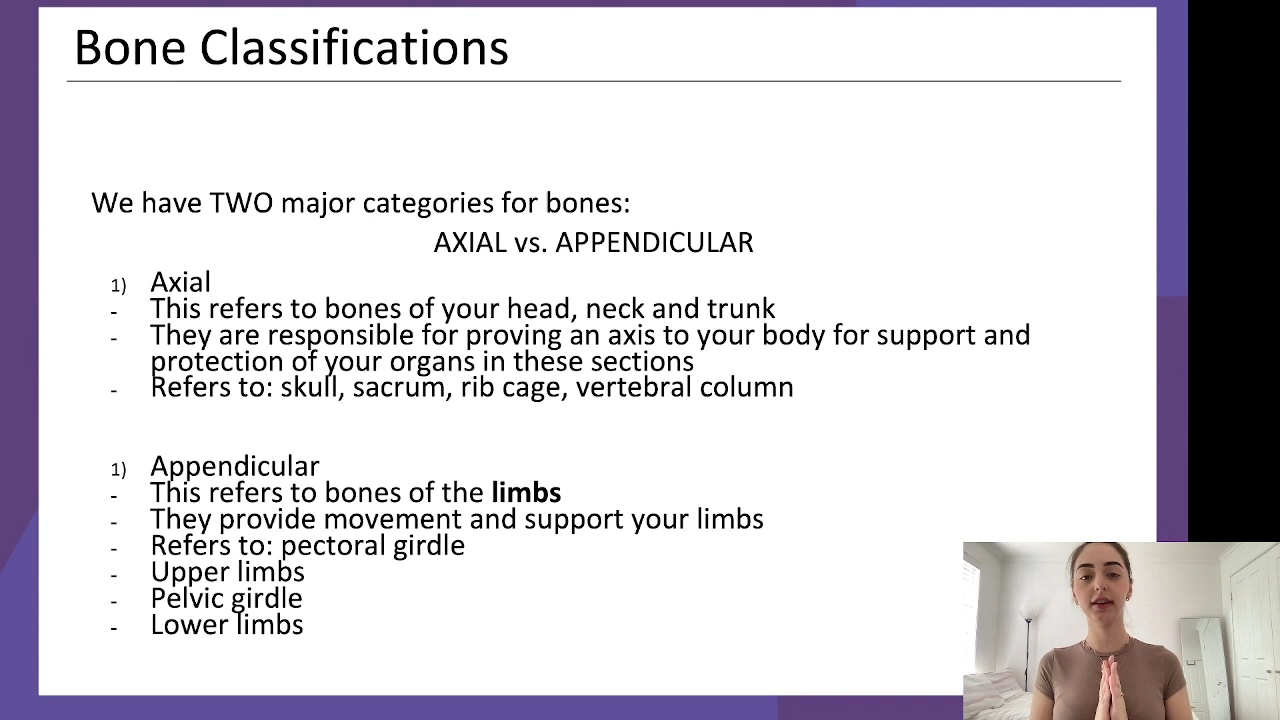 Bone Classifications
We have TWO major categories for bones:
AXIAL vs. APPENDICULAR
1) Axial
- This refers to bones of your head, neck and trunk
- They are responsible for proving an axis to your body for support and
protection of your organs in these sections
- Refers to: skull, sacrum, rib cage, vertebral column
1) Appendicular
- This refers to bones of the limbs
- They provide movement and support your limbs
- Refers to: pectoral girdle
- Upper limbs
- Pelvic girdle
- Lower limbs